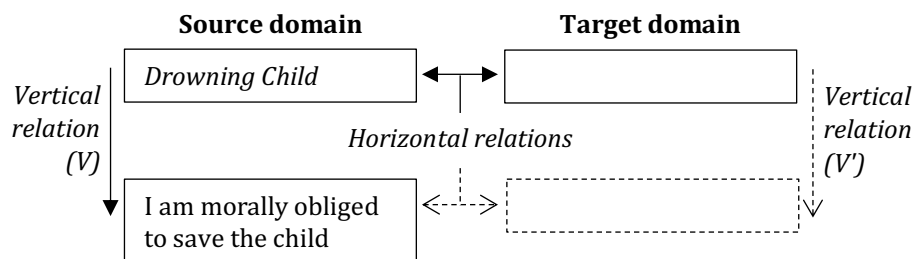 Source domain
Target domain
Drowning Child
Vertical
relation
(V)
Horizontal relations
Vertical
relation
(V')
I am morally obliged
to save the child